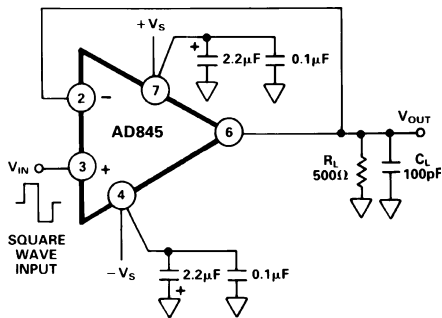 +VS
+
2.2μF
0.1μF
7
2
−
AD845
6
VOUT
VIN
3
+
RL
500Ω
CL
100pF
4
SQUARE
WAVE
INPUT
−VS
2.2μF
0.1μF
+